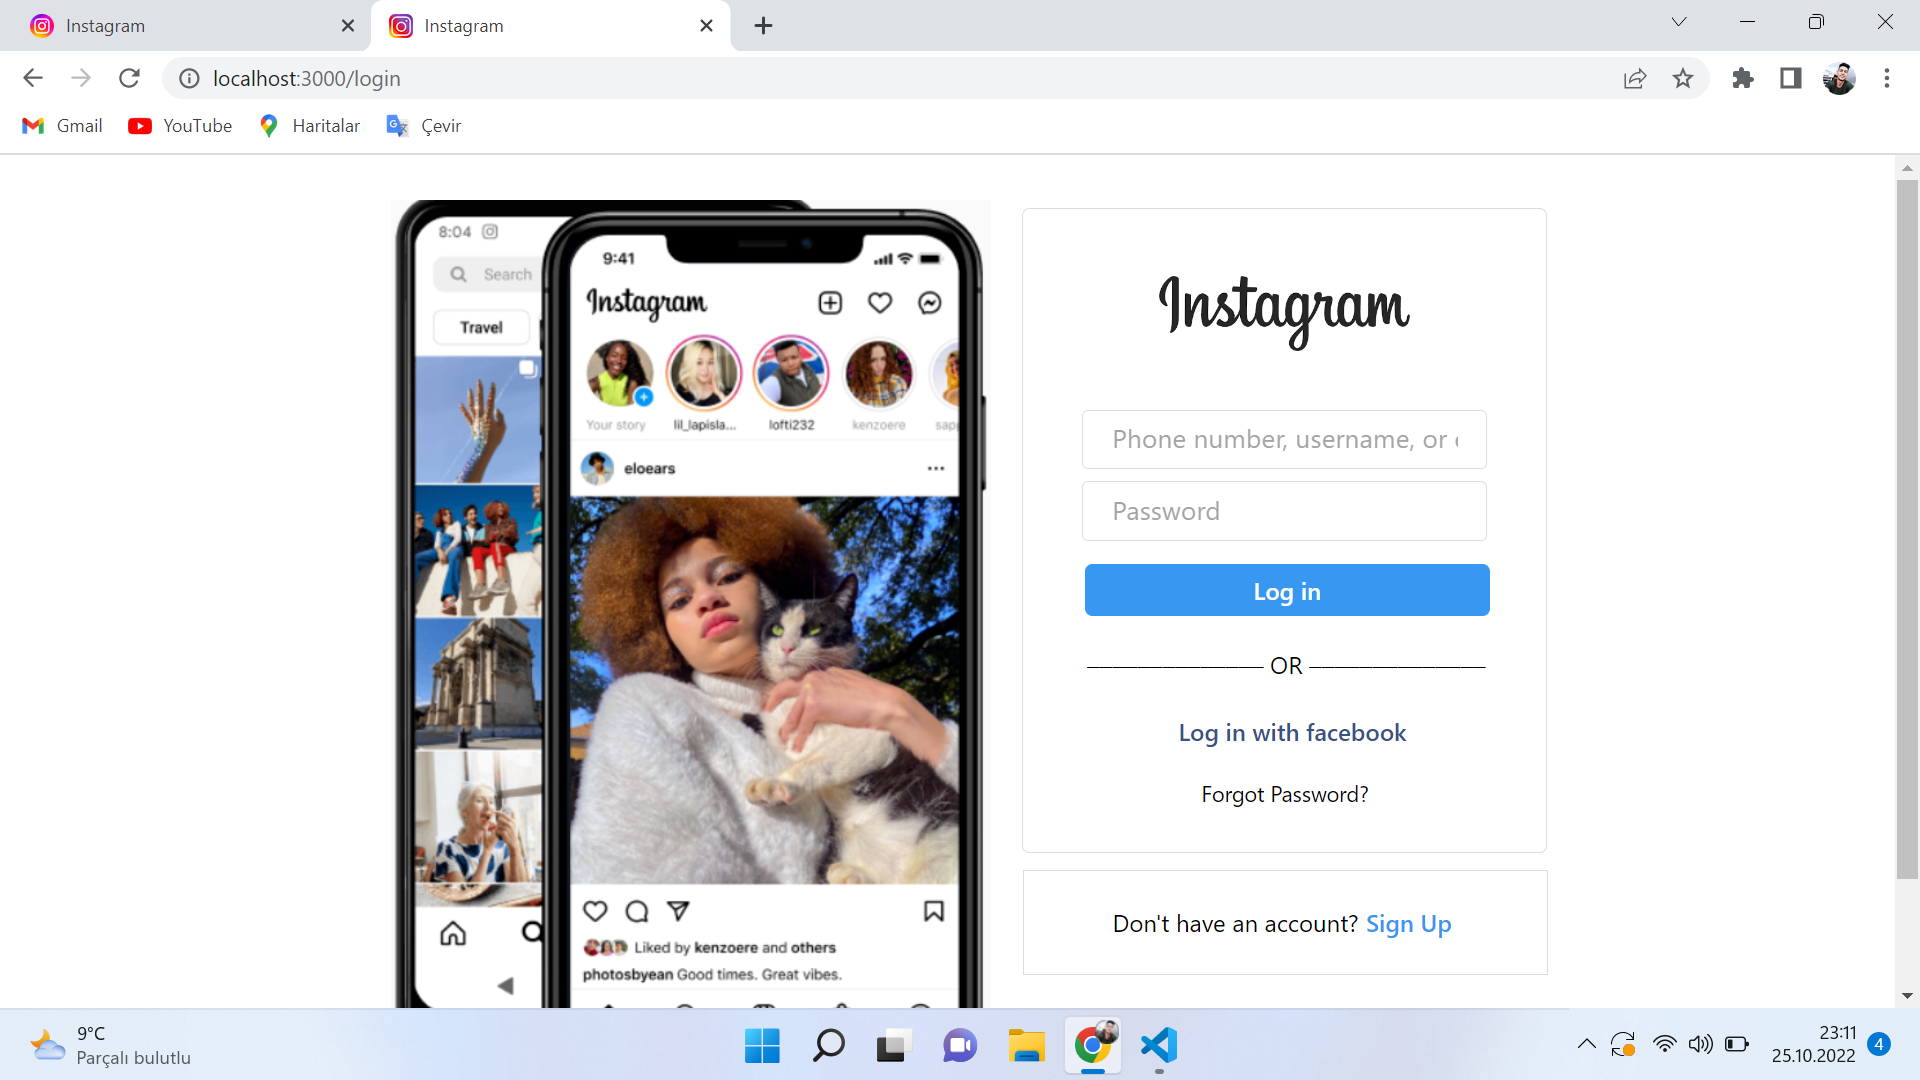 Instagram
Instagram
localhost:3000/login
Gmail
YouTube
Haritalar
Çevir
8:04
Search
Travel
9:41
Instagram
Your story
lil_lapisla...
lofti232
kenzoere
sapp
eloears
Liked by kenzoere and others
photosbyean Good times. Great vibes.
Instagram
Phone number, username, or
Password
Log in
OR
Log in with facebook
Forgot Password?
Don't have an account? Sign Up
9°C
Parçalı bulutlu
23:11
25.10.2022
4